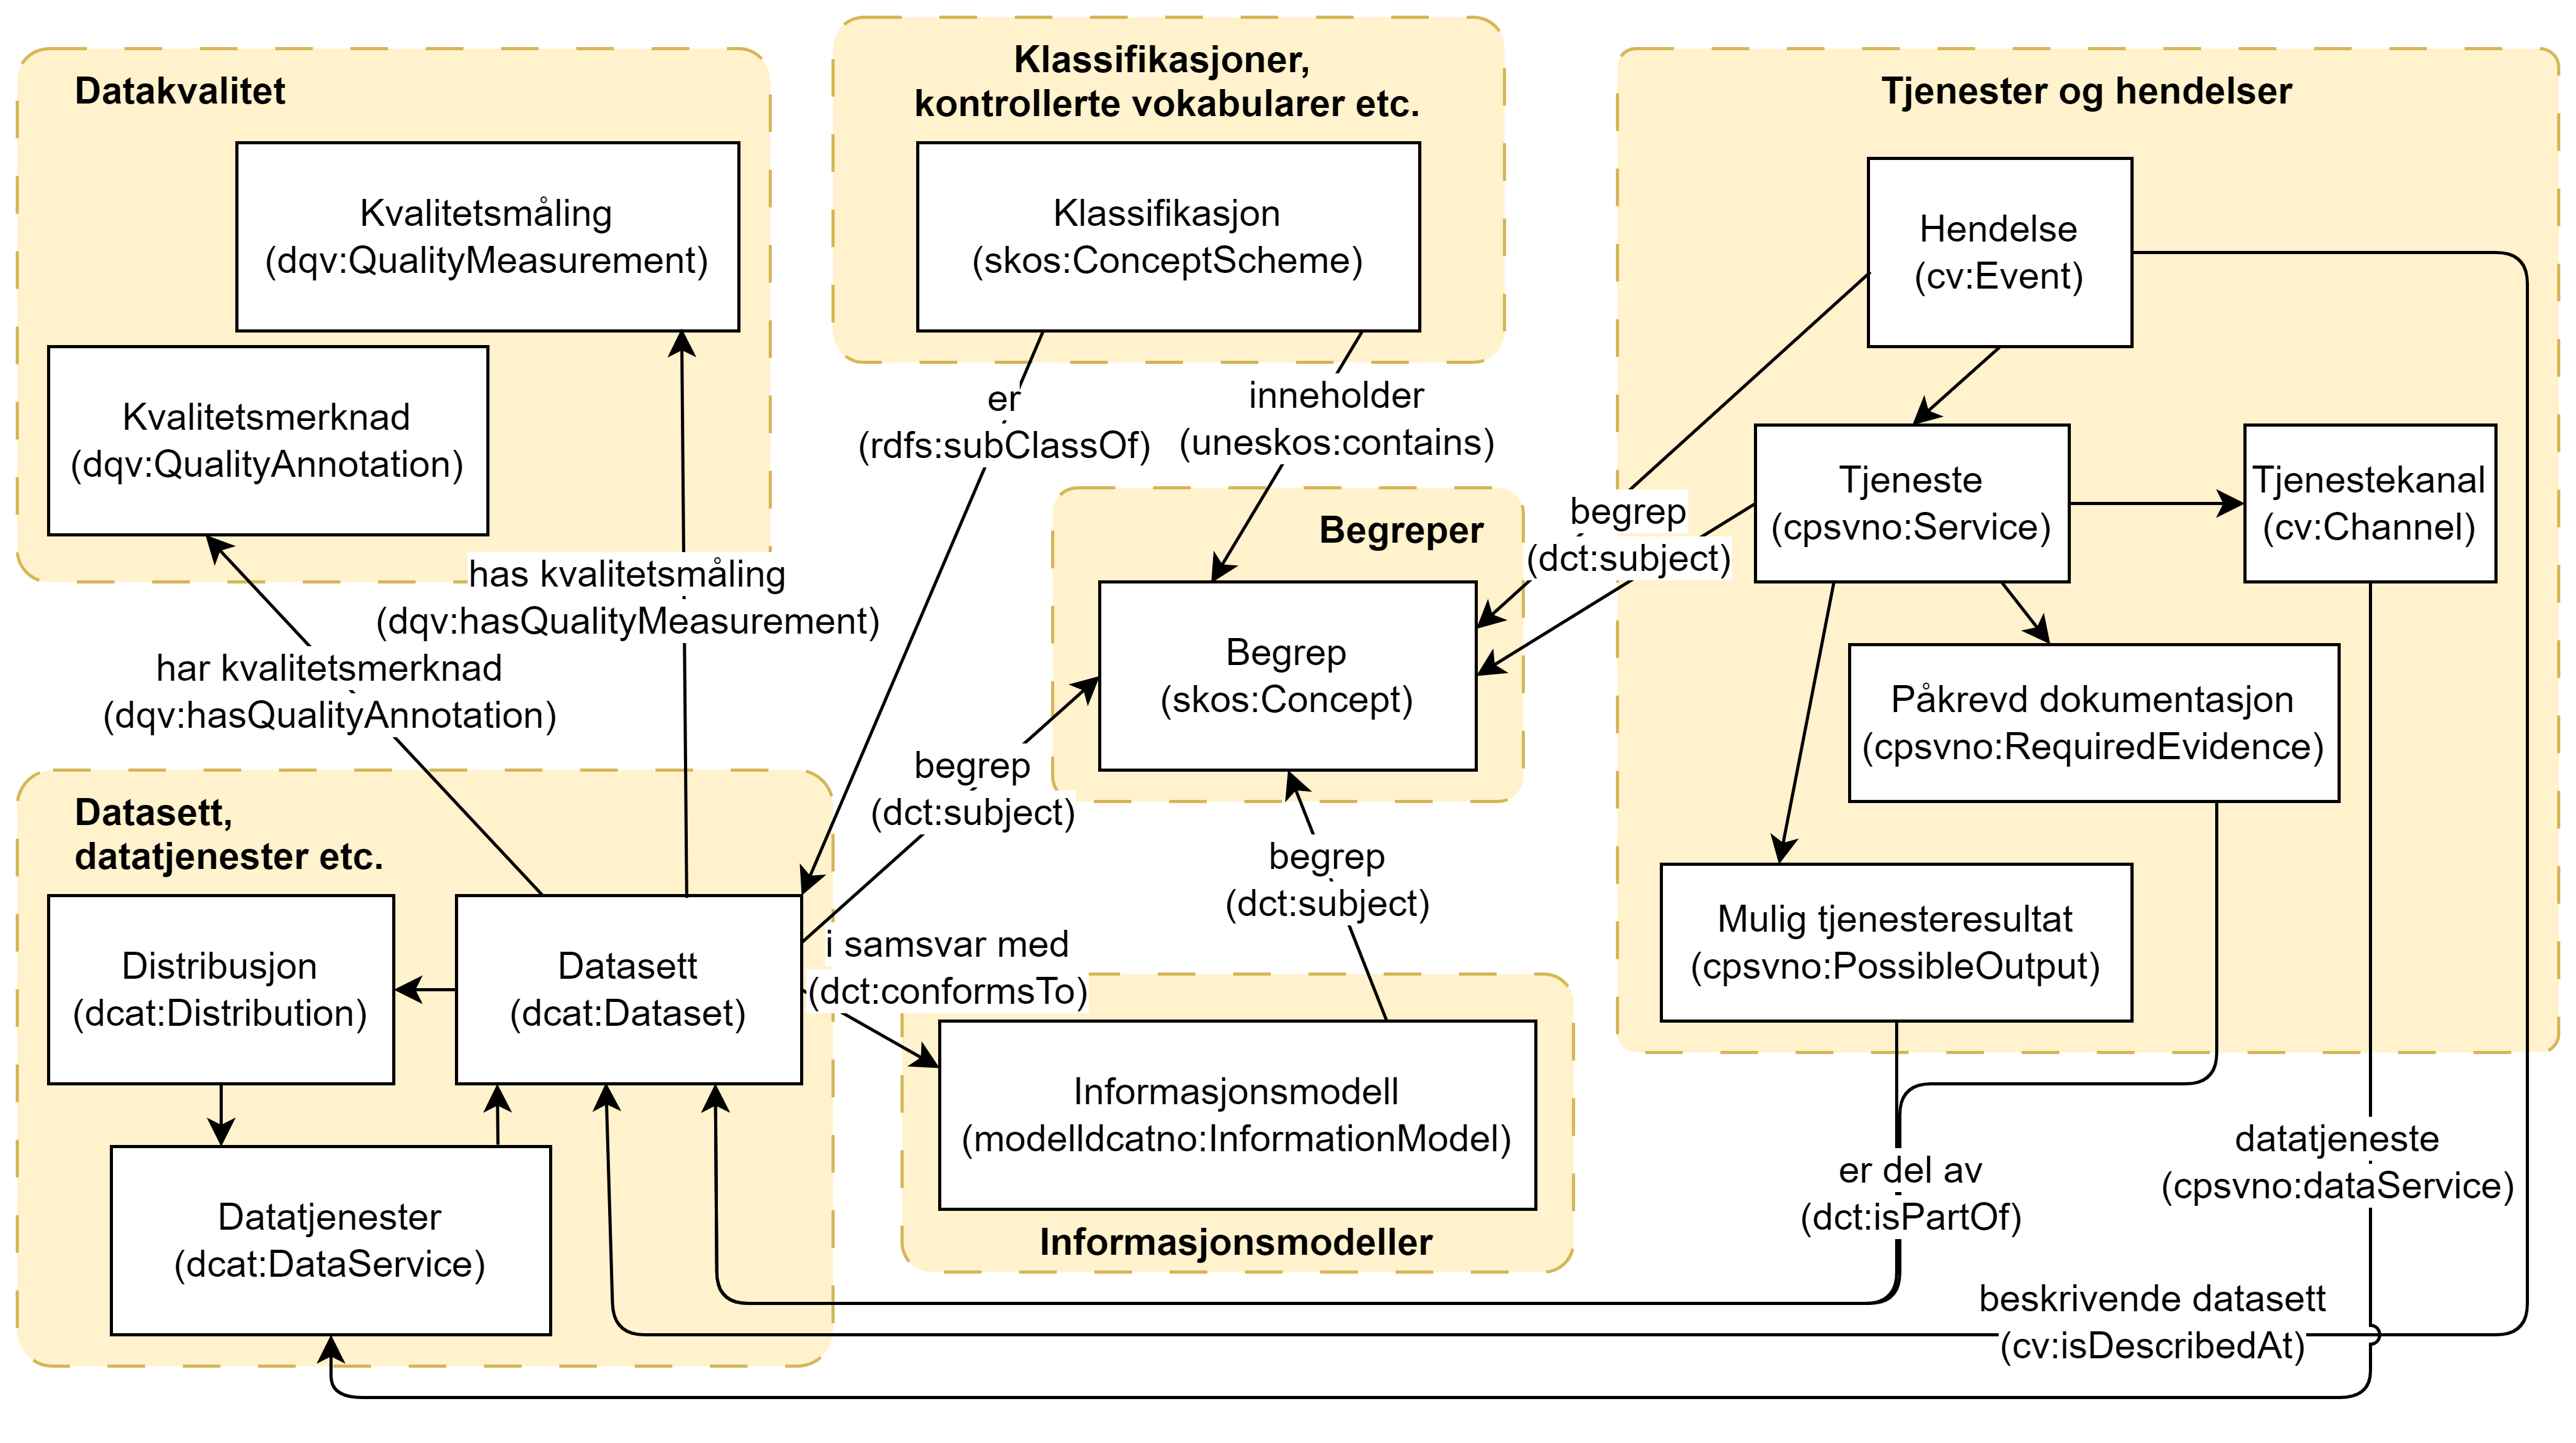 Datakvalitet
Kvalitetsmåling
(dqv:QualityMeasurement)
Kvalitetsmerknad
(dqv:QualityAnnotation)
has kvalitetsmåling
(dqv:hasQualityMeasurement)
har kvalitetsmerknad
(dqv:hasQualityAnnotation)
Klassifikasjoner,
kontrollerte vokabularer etc.
Klassifikasjon
(skos:ConceptScheme)
er
(rdfs:subClassOf)
inneholder
(uneskos:contains)
Begreper
Begrep
(skos:Concept)
begrep
(dct:subject)
begrep
(dct:subject)
begrep
(dct:subject)
Tjenester og hendelser
Hendelse
(cv:Event)
Tjeneste
(cpsvno:Service)
Tjenestekanal
(cv:Channel)
Påkrevd dokumentasjon
(cpsvno:RequiredEvidence)
Mulig tjenesteresultat
(cpsvno:PossibleOutput)
Datasett,
datatjenester etc.
Distribusjon
(dcat:Distribution)
Datasett
(dcat:Dataset)
Datatjenester
(dcat:DataService)
i samsvar med
(dct:conformsTo)
Informasjonsmodell
(modelldcatno:InformationModel)
Informasjonsmodeller
er del av
(dct:isPartOf)
datatjeneste
(cpsvno:dataService)
beskrivende datasett
(cv:isDescribedAt)